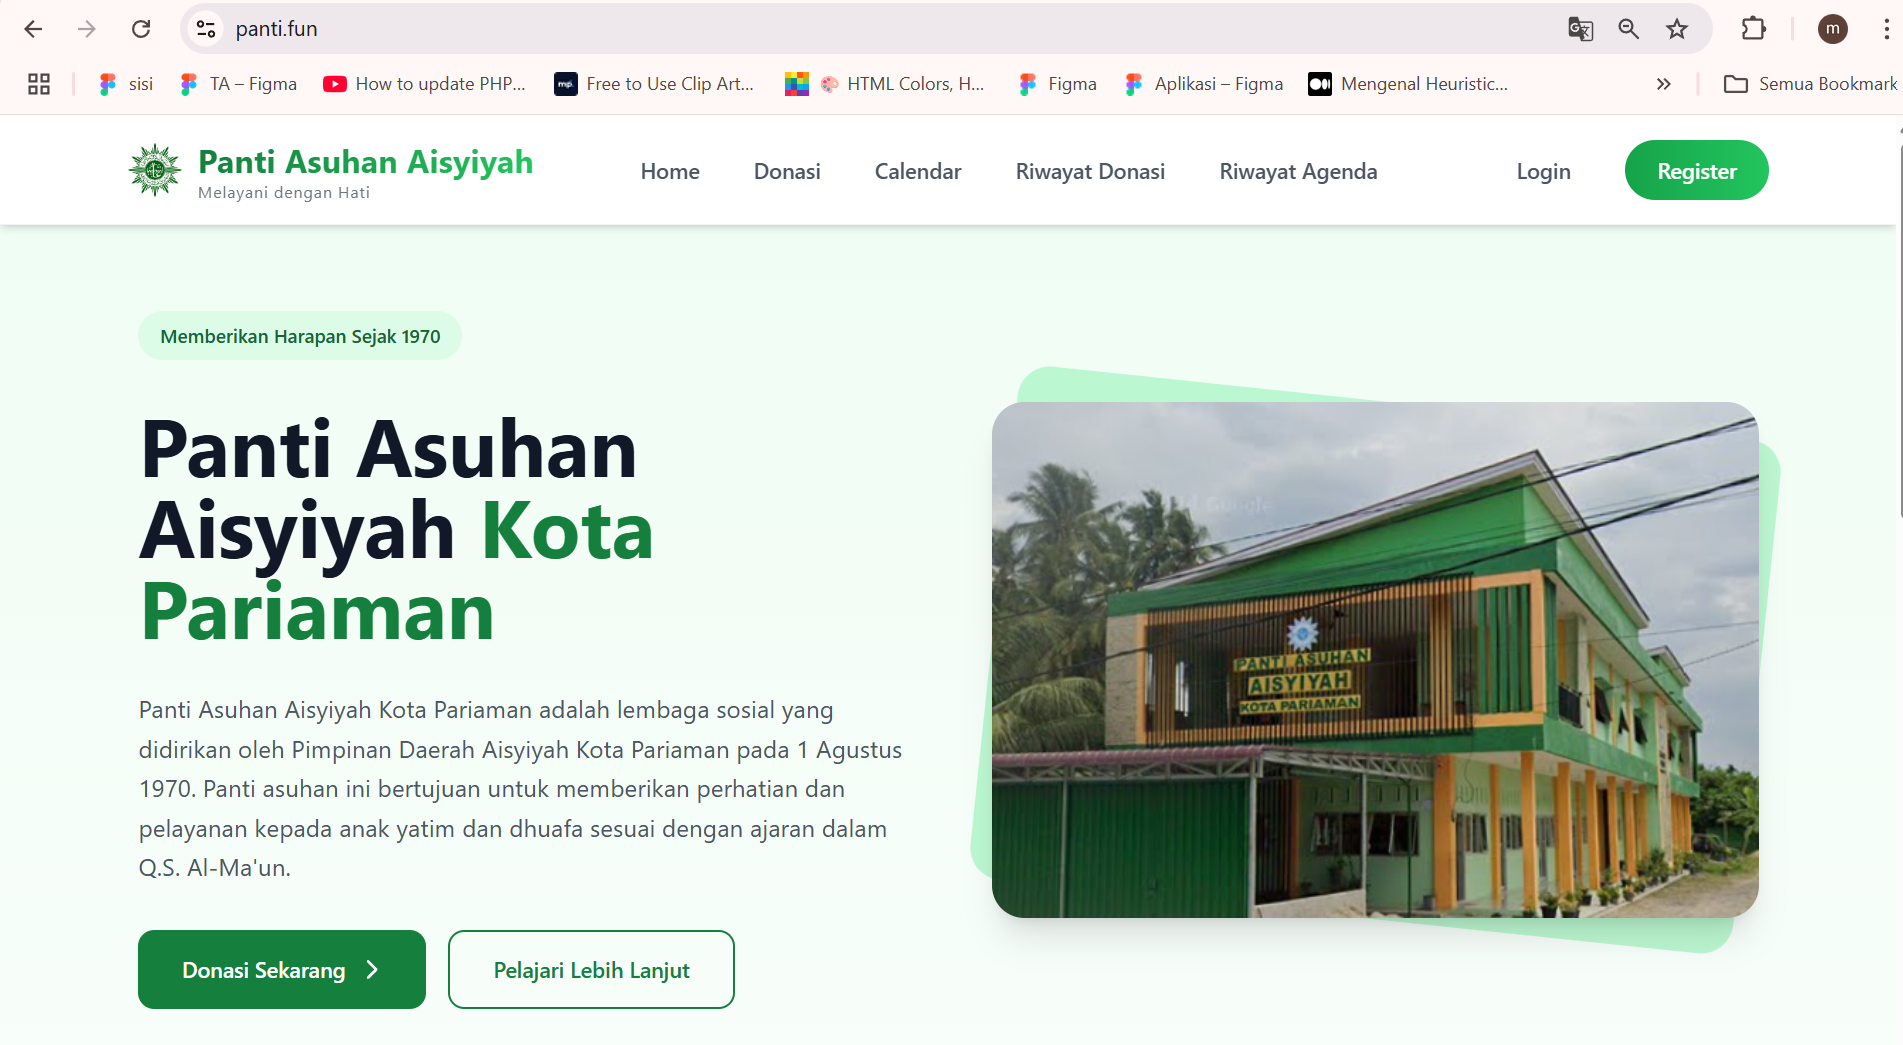 panti.fun
m
sisi
TA – Figma
How to update PHP...
Free to Use Clip Art...
HTML Colors, H...
Figma
Aplikasi – Figma
Mengenal Heuristic...
Semua Bookmark
Panti Asuhan Aisyiyah
Melayani dengan Hati
Home
Donasi
Calendar
Riwayat Donasi
Riwayat Agenda
Login
Register
Memberikan Harapan Sejak 1970
Panti Asuhan
Aisyiyah Kota
Pariaman
Panti Asuhan Aisyiyah Kota Pariaman adalah lembaga sosial yang
didirikan oleh Pimpinan Daerah Aisyiyah Kota Pariaman pada 1 Agustus
1970. Panti asuhan ini bertujuan untuk memberikan perhatian dan
pelayanan kepada anak yatim dan dhuafa sesuai dengan ajaran dalam
Q.S. Al-Ma'un.
Donasi Sekarang
Pelajari Lebih Lanjut
Google
PANTI ASUHAN
AISYIYAH
KOTA PARIAMAN